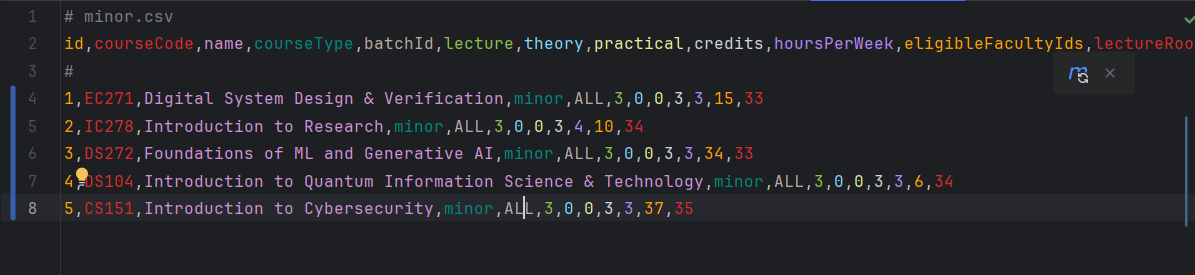 1 # minor.csv
2 id,courseCode,name,courseType,batchId,lecture,theory,practical,credits,hoursPerWeek,eligibleFacultyIds,lectureRoo
3 #
4 1,EC271,Digital System Design & Verification,minor,ALL,3,0,0,3,3,15,33
5 2,IC278,Introduction to Research,minor,ALL,3,0,0,3,4,10,34
6 3,DS272,Foundations of ML and Generative AI,minor,ALL,3,0,0,3,3,34,33
7 4,DS104,Introduction to Quantum Information Science & Technology,minor,ALL,3,0,0,3,3,6,34
8 5,CS151,Introduction to Cybersecurity,minor,ALL,3,0,0,3,3,37,35